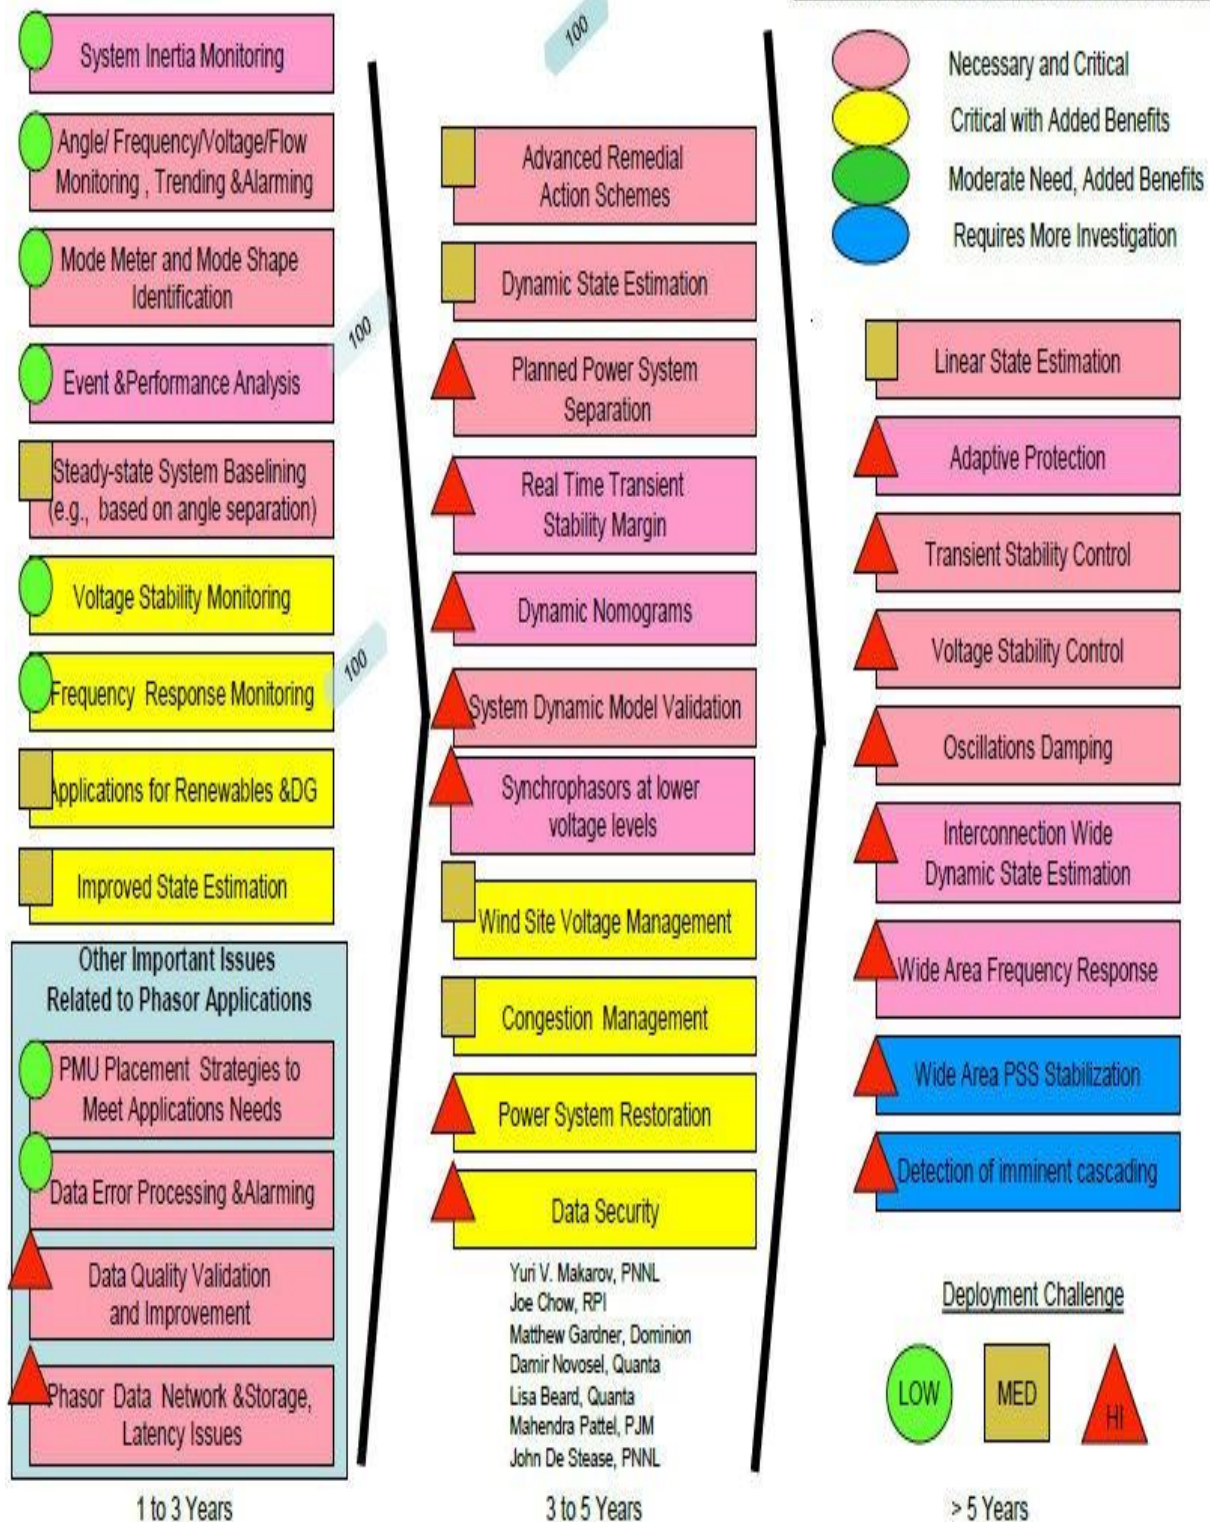 System Inertia Monitoring
Angle/ Frequency/Voltage/Flow
Monitoring , Trending &Alarming
Mode Meter and Mode Shape
Identification
100
Event &Performance Analysis
Steady-state System Baselining
(e.g., based on angle separation)
Voltage Stability Monitoring
Frequency Response Monitoring
100
Applications for Renewables &DG
Improved State Estimation
Other Important Issues
Related to Phasor Applications
PMU Placement Strategies to
Meet Applications Needs
Data Error Processing &Alarming
Data Quality Validation
and Improvement
Phasor Data Network &Storage,
Latency Issues
1 to 3 Years
100
Advanced Remedial
Action Schemes
Dynamic State Estimation
Planned Power System
Separation
Real Time Transient
Stability Margin
Dynamic Nomograms
System Dynamic Model Validation
Synchrophasors at lower
voltage levels
Wind Site Voltage Management
Congestion Management
Power System Restoration
Data Security
Yuri V. Makarov, PNNL
Joe Chow, RPI
Matthew Gardner, Dominion
Damir Novosel, Quanta
Lisa Beard, Quanta
Mahendra Pattel, PJM
John De Stease, PNNL
3 to 5 Years
Necessary and Critical
Critical with Added Benefits
Moderate Need, Added Benefits
Requires More Investigation
Linear State Estimation
Adaptive Protection
Transient Stability Control
Voltage Stability Control
Oscillations Damping
Interconnection Wide
Dynamic State Estimation
Wide Area Frequency Response
Wide Area PSS Stabilization
Detection of imminent cascading
Deployment Challenge
LOW
MED
HI
> 5 Years